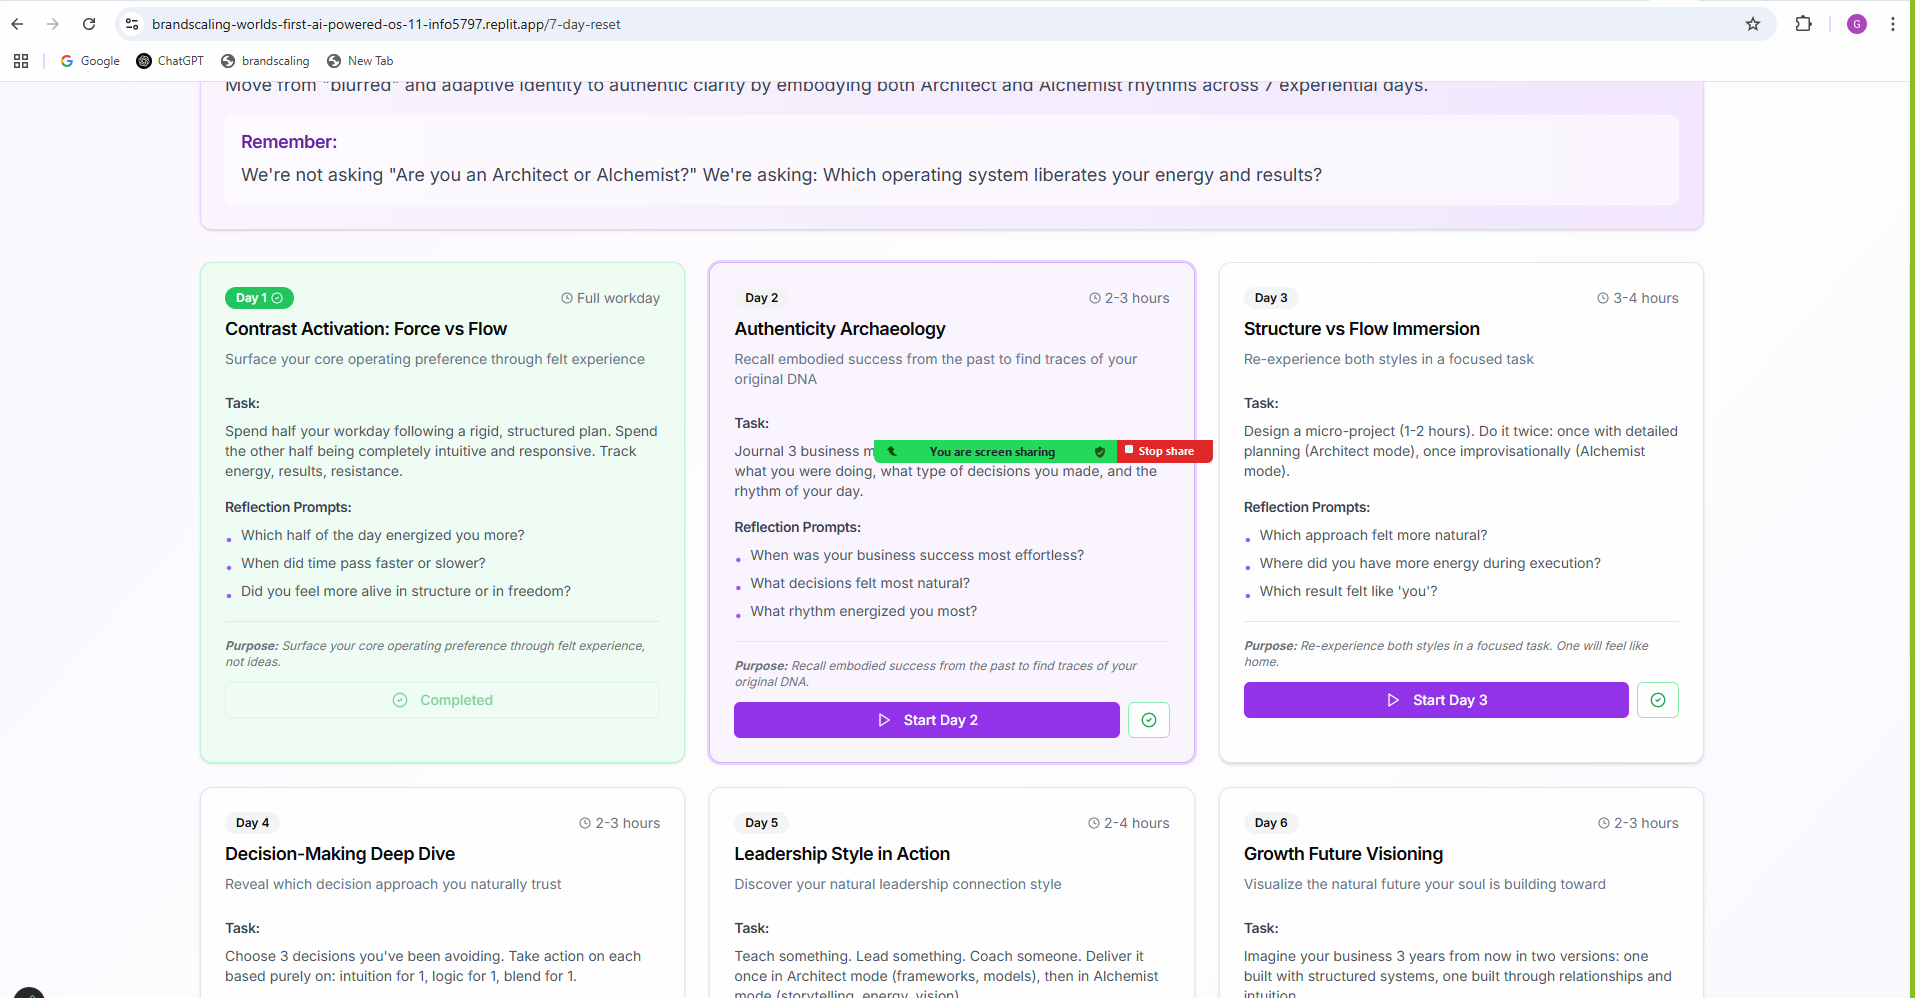 brandscaling-worlds-first-ai-powered-os-11-info5797.replit.app/7-day-reset
G
Google
ChatGPT
brandscaling
New Tab
Move from "blurred" and adaptive identity to authentic clarity by embodying both Architect and Alchemist rhythms across 7 experiential days.
Remember:
We're not asking "Are you an Architect or Alchemist?" We're asking: Which operating system liberates your energy and results?
Day 1
Full workday
Contrast Activation: Force vs Flow
Surface your core operating preference through felt experience
Task:
Spend half your workday following a rigid, structured plan. Spend
the other half being completely intuitive and responsive. Track
energy, results, resistance.
Reflection Prompts:
Which half of the day energized you more?
When did time pass faster or slower?
Did you feel more alive in structure or in freedom?
Purpose: Surface your core operating preference through felt experience,
not ideas.
Completed
Day 2
2-3 hours
Authenticity Archaeology
Recall embodied success from the past to find traces of your
original DNA
Task:
Journal 3 business
You are screen sharing
Stop share
what you were doing, what type of decisions you made, and the
rhythm of your day.
Reflection Prompts:
When was your business success most effortless?
What decisions felt most natural?
What rhythm energized you most?
Purpose: Recall embodied success from the past to find traces of your
original DNA.
Start Day 2
Day 3
3-4 hours
Structure vs Flow Immersion
Re-experience both styles in a focused task
Task:
Design a micro-project (1-2 hours). Do it twice: once with detailed
planning (Architect mode), once improvisationally (Alchemist
mode).
Reflection Prompts:
Which approach felt more natural?
Where did you have more energy during execution?
Which result felt like 'you'?
Purpose: Re-experience both styles in a focused task. One will feel like
home.
Start Day 3
Day 4
2-3 hours
Decision-Making Deep Dive
Reveal which decision approach you naturally trust
Task:
Choose 3 decisions you've been avoiding. Take action on each
based purely on: intuition for 1, logic for 1, blend for 1.
Day 5
2-4 hours
Leadership Style in Action
Discover your natural leadership connection style
Task:
Teach something. Lead something. Coach someone. Deliver it
once in Architect mode (frameworks, models), then in Alchemist
mode (storytelling, energy, vision)
Day 6
2-3 hours
Growth Future Visioning
Visualize the natural future your soul is building toward
Task:
Imagine your business 3 years from now in two versions: one
built with structured systems, one built through relationships and
intuition